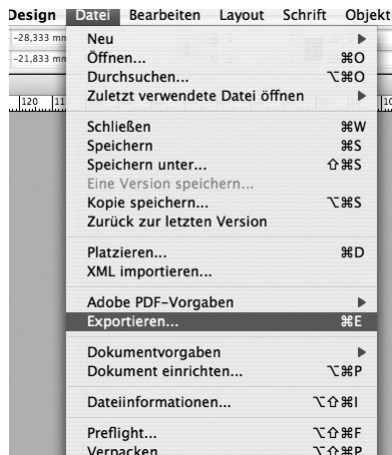 Design Datei Bearbeiten Layout Schrift Objekt
-28,333 mm
-21,833 mm
120 110
Neu
Öffnen... ⌘O
Durchsuchen... ⌥⌘O
Zuletzt verwendete Datei öffnen
Schließen ⌘W
Speichern ⌘S
Speichern unter... ⇧⌘S
Eine Version speichern...
Kopie speichern... ⌥⌘S
Zurück zur letzten Version
Platzieren... ⌘D
XML importieren...
Adobe PDF-Vorgaben
Exportieren... ⌘E
Dokumentvorgaben
Dokument einrichten... ⌥⌘P
Dateiinformationen... ⌥⇧⌘I
Preflight... ⌥⇧⌘F
Verpacken... ⌥⇧⌘P